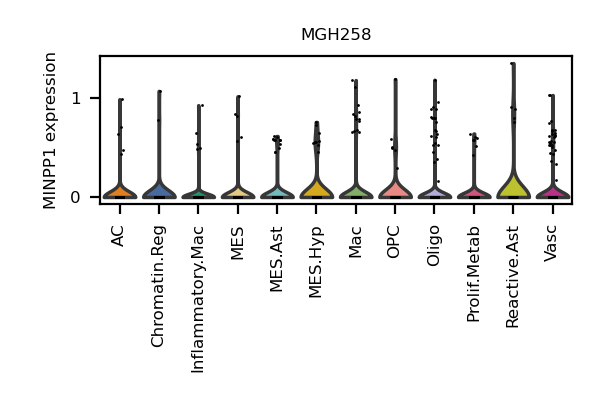 MGH258
MINPP1 expression
1
0
AC
Chromatin.Reg
Inflammatory.Mac
MES
MES.Ast
MES.Hyp
Mac
OPC
Oligo
Prolif.Metab
Reactive.Ast
Vasc